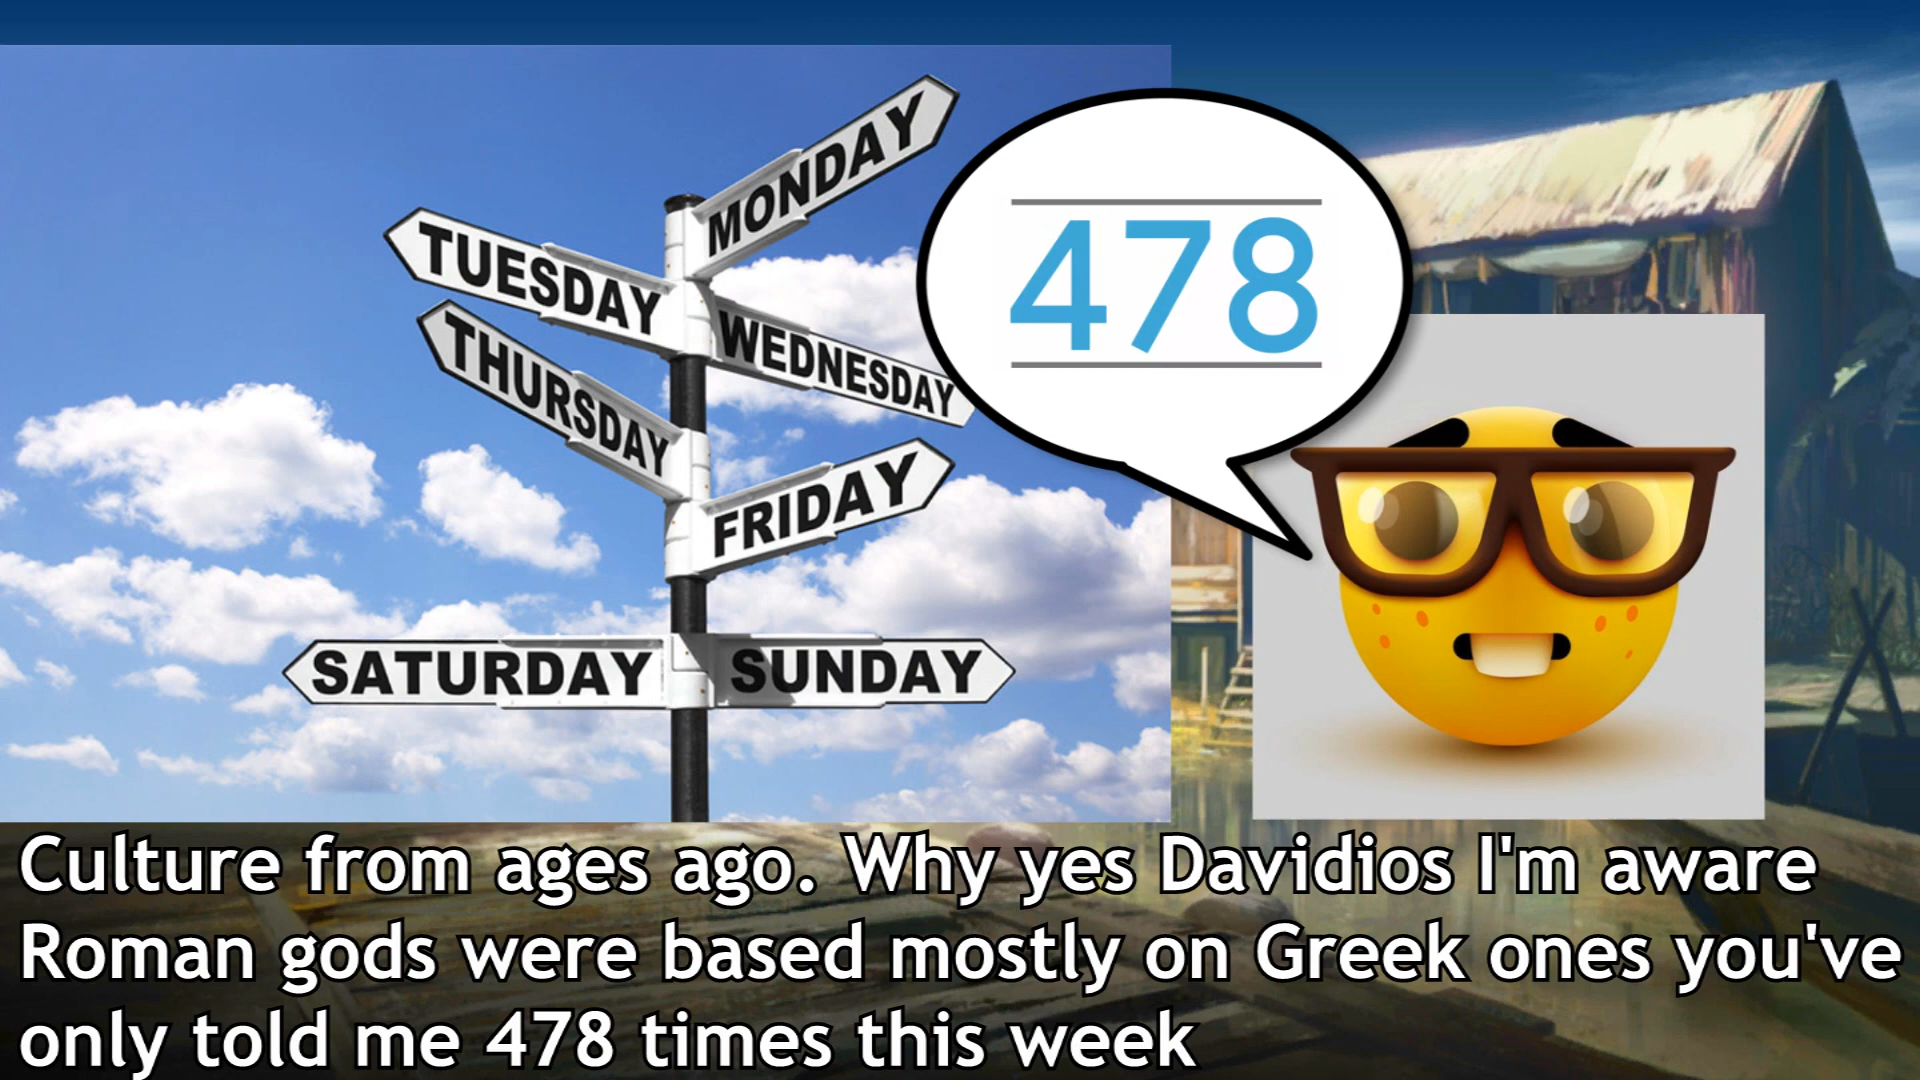 MONDAY
TUESDAY
WEDNESDAY
THURSDAY
FRIDAY
SATURDAY
SUNDAY
478
Culture from ages ago. Why yes Davidios I'm aware
Roman gods were based mostly on Greek ones you've
only told me 478 times this week